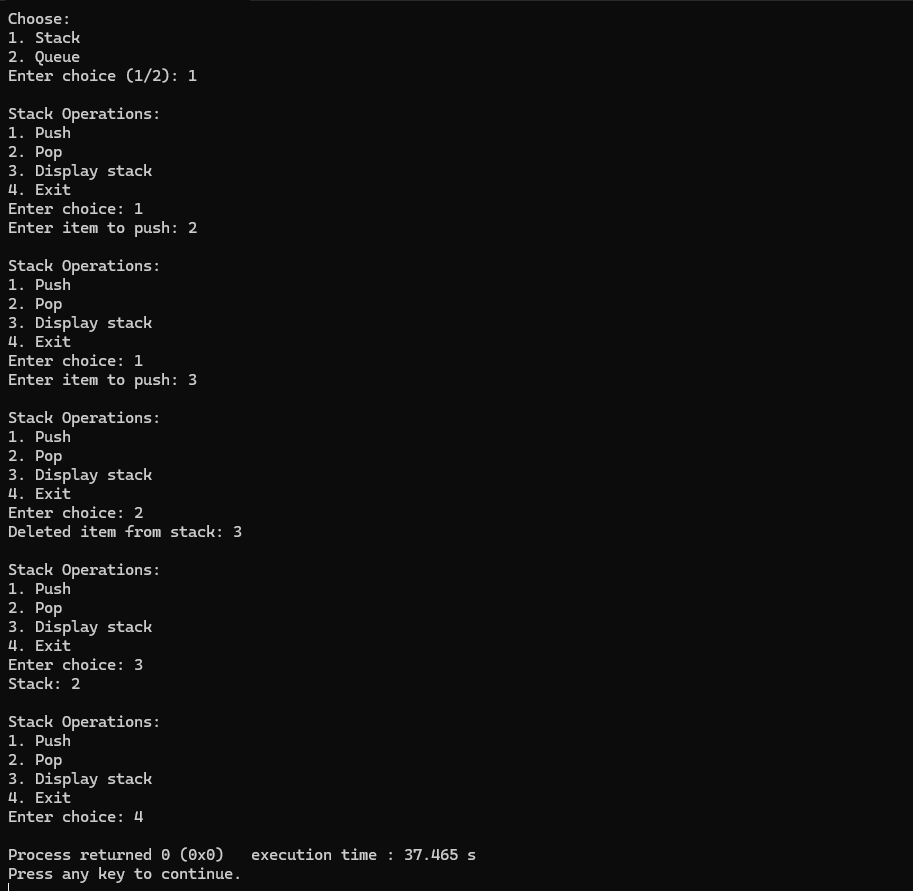 Choose:
1. Stack
2. Queue
Enter choice (1/2): 1
Stack Operations:
1. Push
2. Pop
3. Display stack
4. Exit
Enter choice: 1
Enter item to push: 2
Stack Operations:
1. Push
2. Pop
3. Display stack
4. Exit
Enter choice: 1
Enter item to push: 3
Stack Operations:
1. Push
2. Pop
3. Display stack
4. Exit
Enter choice: 2
Deleted item from stack: 3
Stack Operations:
1. Push
2. Pop
3. Display stack
4. Exit
Enter choice: 3
Stack: 2
Stack Operations:
1. Push
2. Pop
3. Display stack
4. Exit
Enter choice: 4
Process returned 0 (0x0)   execution time : 37.465 s
Press any key to continue.